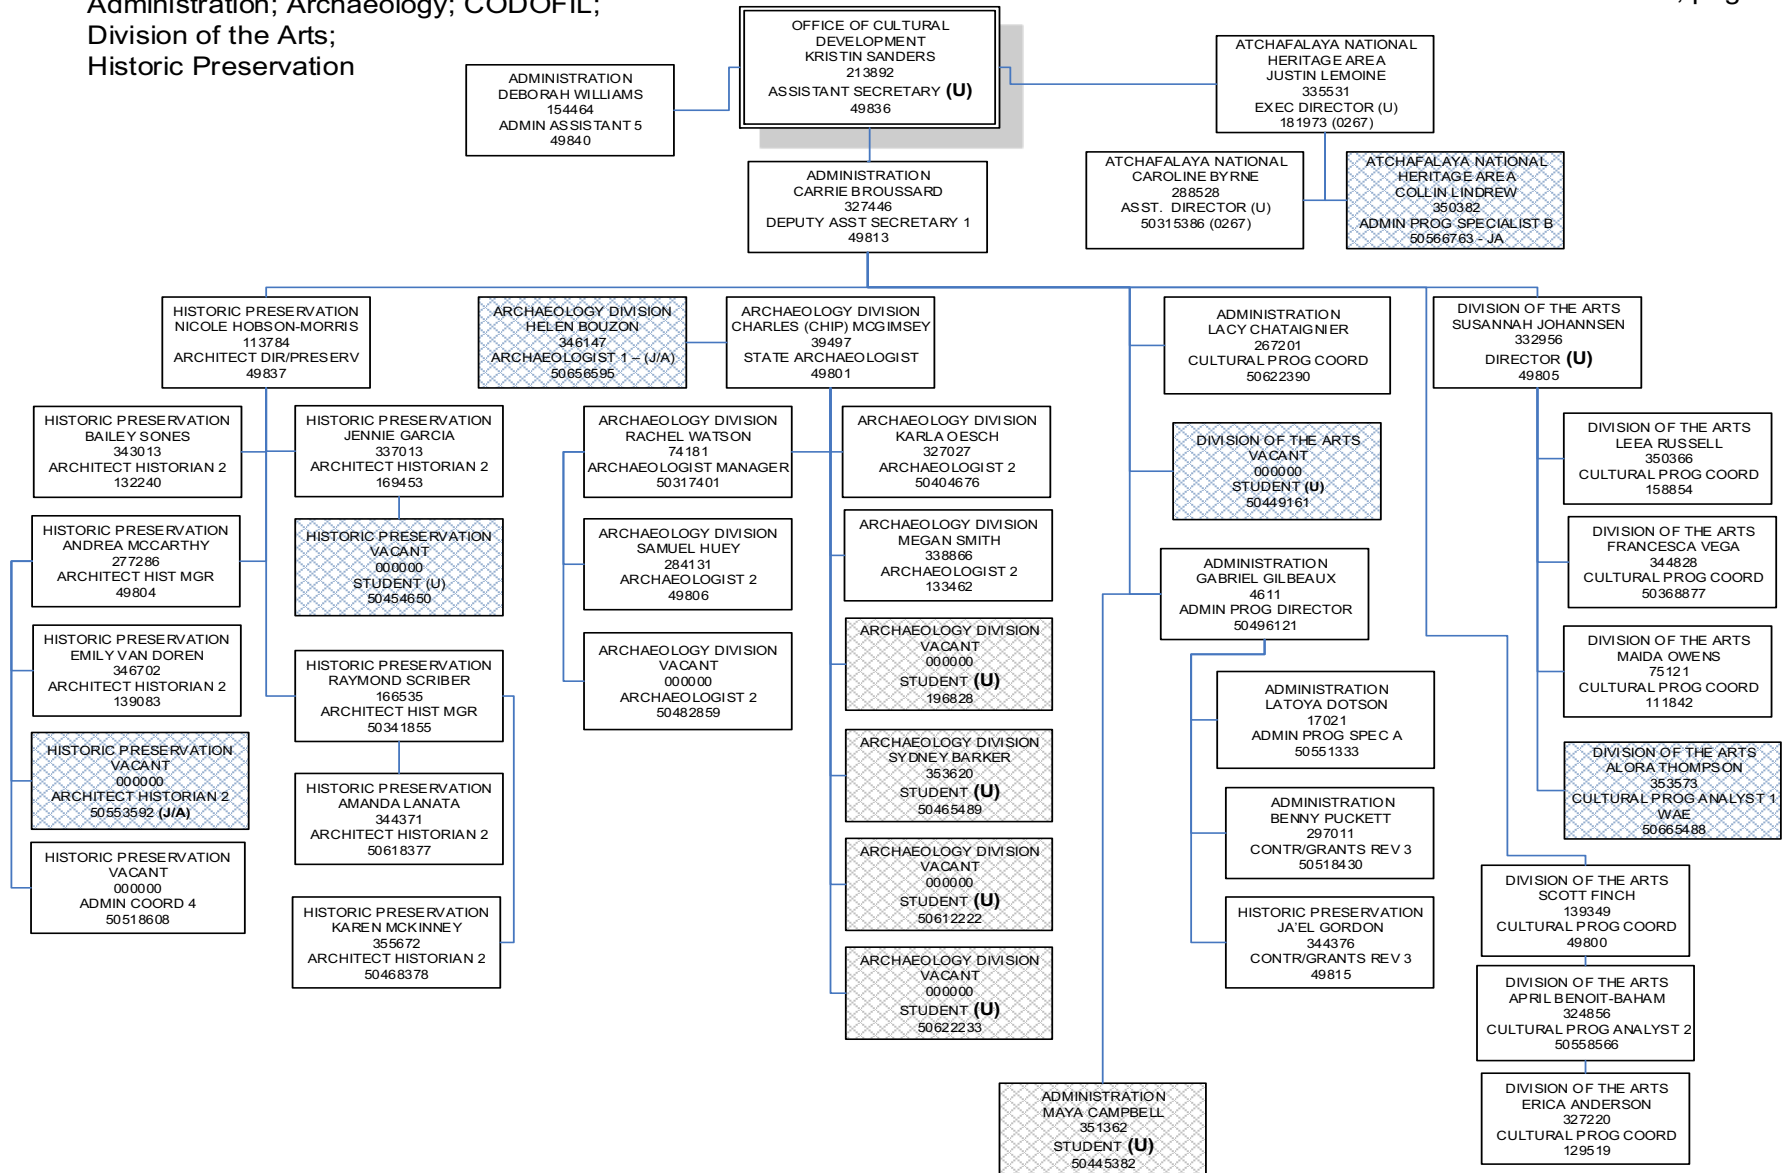 Administration; Archaeology; CODOFIL;
Division of the Arts;
Historic Preservation
OFFICE OF CULTURAL
DEVELOPMENT
KRISTIN SANDERS
213892
ASSISTANT SECRETARY (U)
49836
ADMINISTRATION
DEBORAH WILLIAMS
154464
ADMIN ASSISTANT 5
49840
ATCHAFALAYA NATIONAL
HERITAGE AREA
JUSTIN LEMOINE
335531
EXEC DIRECTOR (U)
181973 (0267)
ADMINISTRATION
CARRIE BROUSSARD
327446
DEPUTY ASST SECRETARY 1
49813
ATCHAFALAYA NATIONAL
CAROLINE BYRNE
288528
ASST. DIRECTOR (U)
50315386 (0267)
ATCHAFALAYA NATIONAL
HERITAGE AREA
COLLIN LINDREW
350382
ADMIN PROG SPECIALIST B
50566763 - JA
HISTORIC PRESERVATION
NICOLE HOBSON-MORRIS
113784
ARCHITECT DIR/PRESERV
49837
ARCHAEOLOGY DIVISION
HELEN BOUZON
346147
ARCHAEOLOGIST 1 – (J/A)
50656595
ARCHAEOLOGY DIVISION
CHARLES (CHIP) MCGIMSEY
39497
STATE ARCHAEOLOGIST
49801
ADMINISTRATION
LACY CHATAIGNIER
267201
CULTURAL PROG COORD
50622390
DIVISION OF THE ARTS
SUSANNAH JOHANNSEN
332956
DIRECTOR (U)
49805
HISTORIC PRESERVATION
BAILEY SONES
343013
ARCHITECT HISTORIAN 2
132240
HISTORIC PRESERVATION
JENNIE GARCIA
337013
ARCHITECT HISTORIAN 2
169453
ARCHAEOLOGY DIVISION
RACHEL WATSON
74181
ARCHAEOLOGIST MANAGER
50317401
ARCHAEOLOGY DIVISION
KARLA OESCH
327027
ARCHAEOLOGIST 2
50404676
DIVISION OF THE ARTS
VACANT
000000
STUDENT (U)
50449161
DIVISION OF THE ARTS
LEEA RUSSELL
350366
CULTURAL PROG COORD
158854
HISTORIC PRESERVATION
ANDREA MCCARTHY
277286
ARCHITECT HIST MGR
49804
HISTORIC PRESERVATION
VACANT
000000
STUDENT (U)
50454650
ARCHAEOLOGY DIVISION
SAMUEL HUEY
284131
ARCHAEOLOGIST 2
49806
ARCHAEOLOGY DIVISION
MEGAN SMITH
338866
ARCHAEOLOGIST 2
133462
ADMINISTRATION
GABRIEL GILBEAUX
4611
ADMIN PROG DIRECTOR
50496121
DIVISION OF THE ARTS
FRANCESCA VEGA
344828
CULTURAL PROG COORD
50368877
HISTORIC PRESERVATION
EMILY VAN DOREN
346702
ARCHITECT HISTORIAN 2
139083
HISTORIC PRESERVATION
RAYMOND SCRIBER
166535
ARCHITECT HIST MGR
50341855
ARCHAEOLOGY DIVISION
VACANT
000000
ARCHAEOLOGIST 2
50482859
ARCHAEOLOGY DIVISION
VACANT
000000
STUDENT (U)
196828
ADMINISTRATION
LATOYA DOTSON
17021
ADMIN PROG SPEC A
50551333
DIVISION OF THE ARTS
MAIDA OWENS
75121
CULTURAL PROG COORD
111842
HISTORIC PRESERVATION
VACANT
000000
ARCHITECT HISTORIAN 2
50553592 (J/A)
HISTORIC PRESERVATION
AMANDA LANATA
344371
ARCHITECT HISTORIAN 2
50618377
ARCHAEOLOGY DIVISION
SYDNEY BARKER
353620
STUDENT (U)
50465489
ADMINISTRATION
BENNY PUCKETT
297011
CONTR/GRANTS REV 3
50518430
DIVISION OF THE ARTS
ALORA THOMPSON
353573
CULTURAL PROG ANALYST 1
WAE
50665488
HISTORIC PRESERVATION
VACANT
000000
ADMIN COORD 4
50518608
HISTORIC PRESERVATION
KAREN MCKINNEY
355672
ARCHITECT HISTORIAN 2
50468378
ARCHAEOLOGY DIVISION
VACANT
000000
STUDENT (U)
50612222
HISTORIC PRESERVATION
JA'EL GORDON
344376
CONTR/GRANTS REV 3
49815
DIVISION OF THE ARTS
SCOTT FINCH
139349
CULTURAL PROG COORD
49800
ARCHAEOLOGY DIVISION
VACANT
000000
STUDENT (U)
50622233
DIVISION OF THE ARTS
APRIL BENOIT-BAHAM
324856
CULTURAL PROG ANALYST 2
50558566
ADMINISTRATION
MAYA CAMPBELL
351362
STUDENT (U)
50445382
DIVISION OF THE ARTS
ERICA ANDERSON
327220
CULTURAL PROG COORD
129519